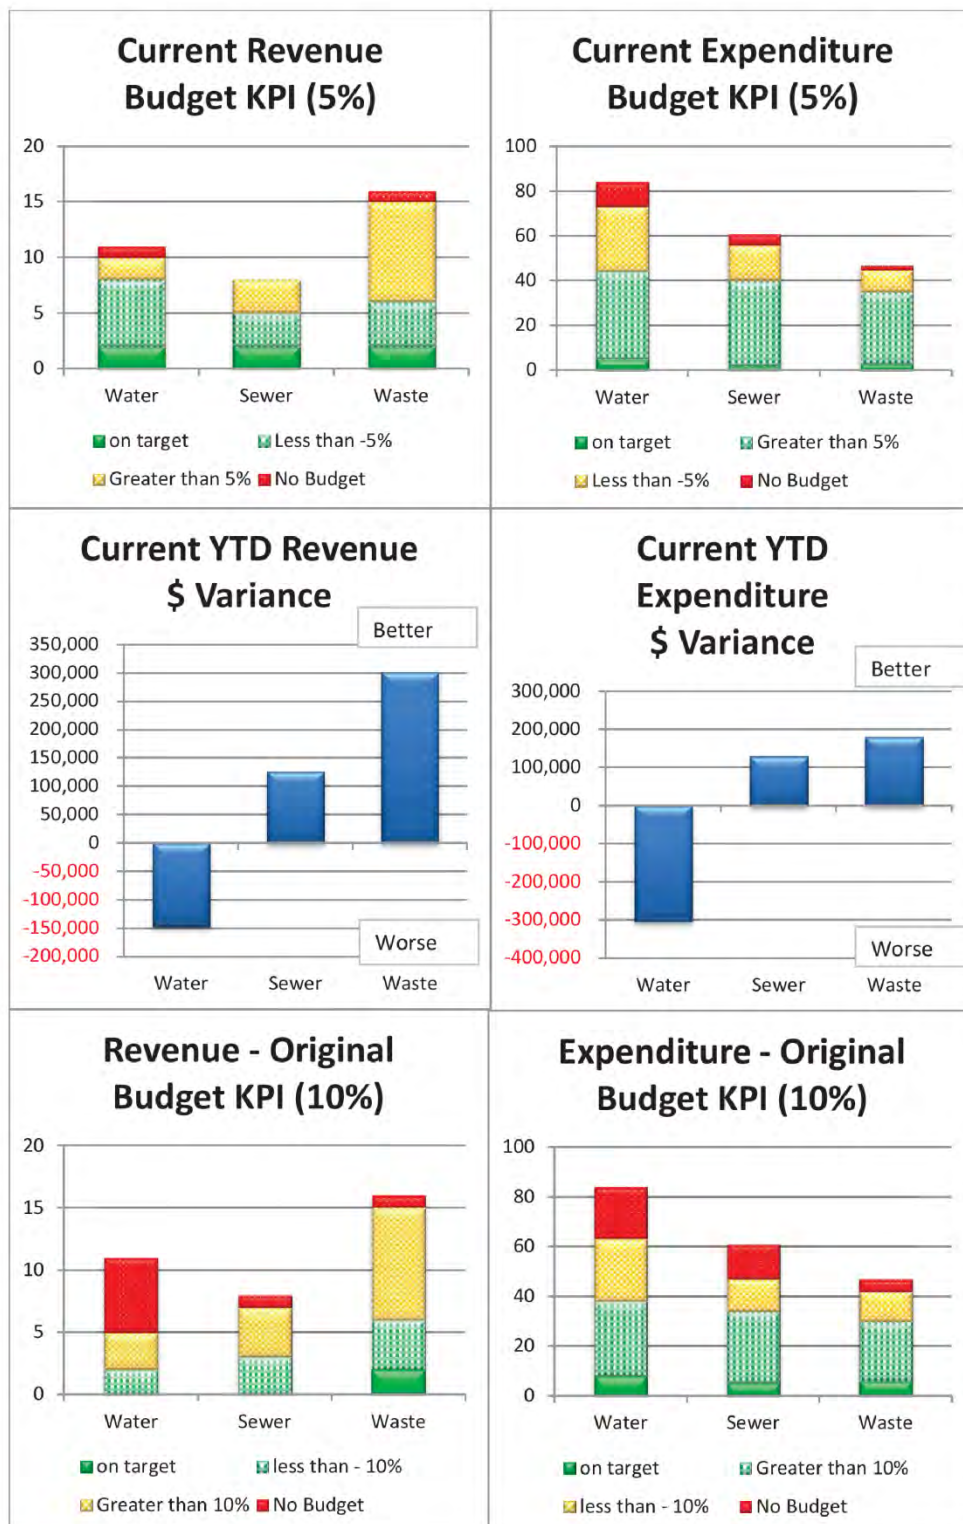 Current Revenue
Budget KPI (5%)
20
15
10
5
0
Water
Sewer
Waste
on target
Less than -5%
Greater than 5%
No Budget
Current Expenditure
Budget KPI (5%)
100
80
60
40
20
0
Water
Sewer
Waste
on target
Greater than 5%
Less than -5%
No Budget
Current YTD Revenue
$ Variance
Better
350,000
300,000
250,000
200,000
150,000
100,000
50,000
0
-50,000
-100,000
-150,000
-200,000
Worse
Water
Sewer
Waste
Current YTD
Expenditure
$ Variance
Better
300,000
200,000
100,000
0
-100,000
-200,000
-300,000
-400,000
Worse
Water
Sewer
Waste
Revenue - Original
Budget KPI (10%)
20
15
10
5
0
Water
Sewer
Waste
on target
less than - 10%
Greater than 10%
No Budget
Expenditure - Original
Budget KPI (10%)
100
80
60
40
20
0
Water
Sewer
Waste
on target
Greater than 10%
less than - 10%
No Budget